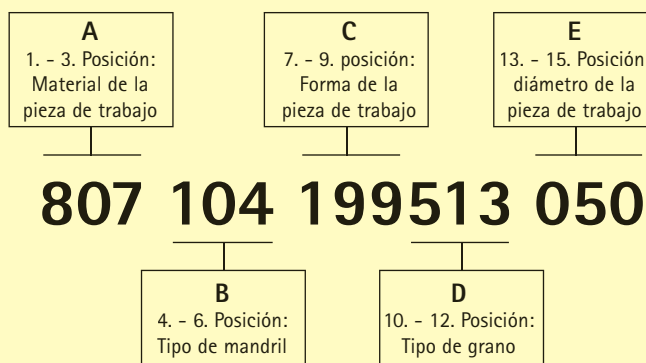 A
1. - 3. Posición:
Material de la
pieza de trabajo
C
7. - 9. posición:
Forma de la
pieza de trabajo
E
13. - 15. Posición
diámetro de la
pieza de trabajo
807 104 199513 050
B
4. - 6. Posición:
Tipo de mandril
D
10. - 12. Posición:
Tipo de grano